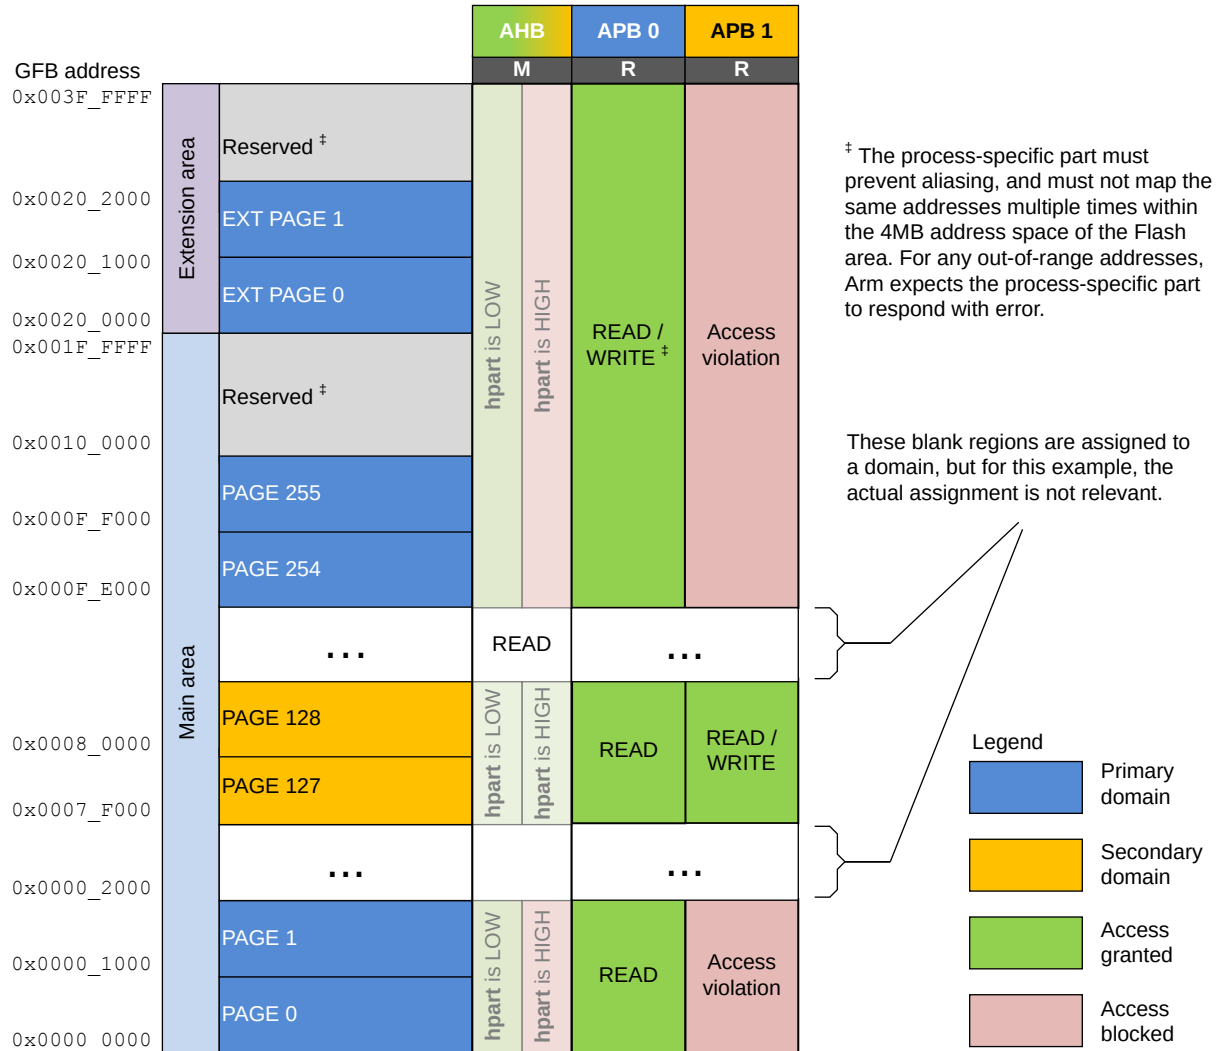 AHB APB 0 APB 1
M R R
GFB address
0x003F_FFFF
Reserved ‡
0x0020_2000
EXT PAGE 1
0x0020_1000
EXT PAGE 0
0x0020_0000
Extension area
0x001F_FFFF
Reserved ‡
0x0010_0000
PAGE 255
0x000F_F000
PAGE 254
0x000F_E000
hpart is LOW
hpart is HIGH
READ /
WRITE ‡
Access
violation
... READ ...
Main area
PAGE 128
0x0008_0000
PAGE 127
0x0007_F000
hpart is LOW
hpart is HIGH
READ
READ /
WRITE
... ...
0x0000_2000
PAGE 1
0x0000_1000
PAGE 0
0x0000 0000
hpart is LOW
hpart is HIGH
READ
Access
violation
‡ The process-specific part must
prevent aliasing, and must not map the
same addresses multiple times within
the 4MB address space of the Flash
area. For any out-of-range addresses,
Arm expects the process-specific part
to respond with error.
These blank regions are assigned to
a domain, but for this example, the
actual assignment is not relevant.
Legend
Primary
domain
Secondary
domain
Access
granted
Access
blocked